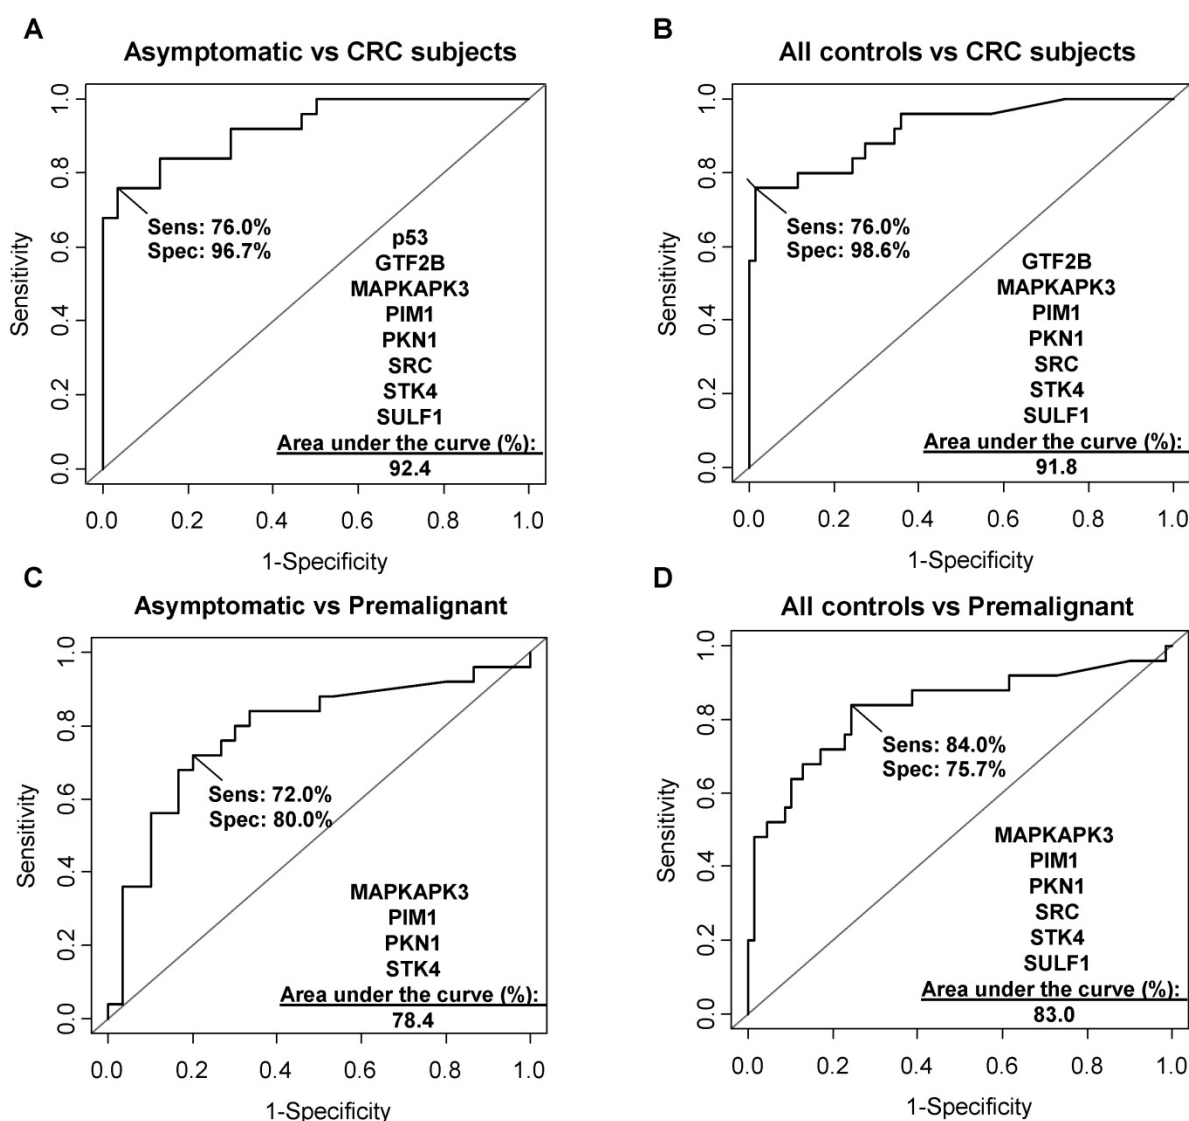 A
Asymptomatic vs CRC subjects
Sensitivity
1.0
0.8
0.6
0.4
0.2
0.0
Sens: 76.0%
Spec: 96.7%
p53
GTF2B
MAPKAPK3
PIM1
PKN1
SRC
STK4
SULF1
Area under the curve (%):
92.4
0.0 0.2 0.4 0.6 0.8 1.0
1-Specificity
B
All controls vs CRC subjects
Sensitivity
1.0
0.8
0.6
0.4
0.2
0.0
Sens: 76.0%
Spec: 98.6%
GTF2B
MAPKAPK3
PIM1
PKN1
SRC
STK4
SULF1
Area under the curve (%):
91.8
0.0 0.2 0.4 0.6 0.8 1.0
1-Specificity
C
Asymptomatic vs Premalignant
Sensitivity
1.0
0.8
0.6
0.4
0.2
0.0
Sens: 72.0%
Spec: 80.0%
MAPKAPK3
PIM1
PKN1
STK4
Area under the curve (%):
78.4
0.0 0.2 0.4 0.6 0.8 1.0
1-Specificity
D
All controls vs Premalignant
Sensitivity
1.0
0.8
0.6
0.4
0.2
0.0
Sens: 84.0%
Spec: 75.7%
MAPKAPK3
PIM1
PKN1
SRC
STK4
SULF1
Area under the curve (%):
83.0
0.0 0.2 0.4 0.6 0.8 1.0
1-Specificity